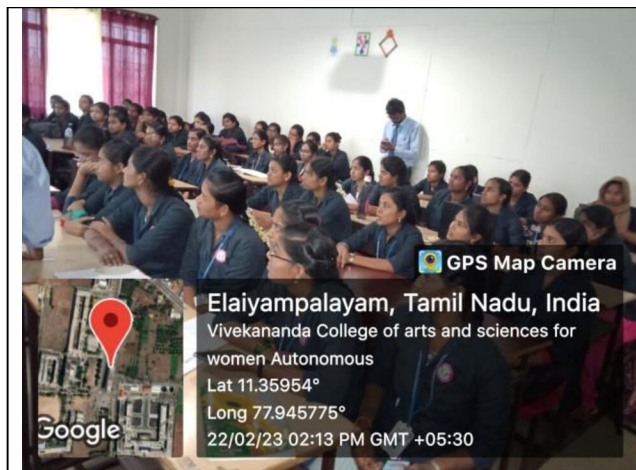 GPS Map Camera
Elaiyampalayam, Tamil Nadu, India
Vivekananda College of arts and sciences for
women Autonomous
Lat 11.35954°
Long 77.945775°
22/02/23 02:13 PM GMT +05:30
Google